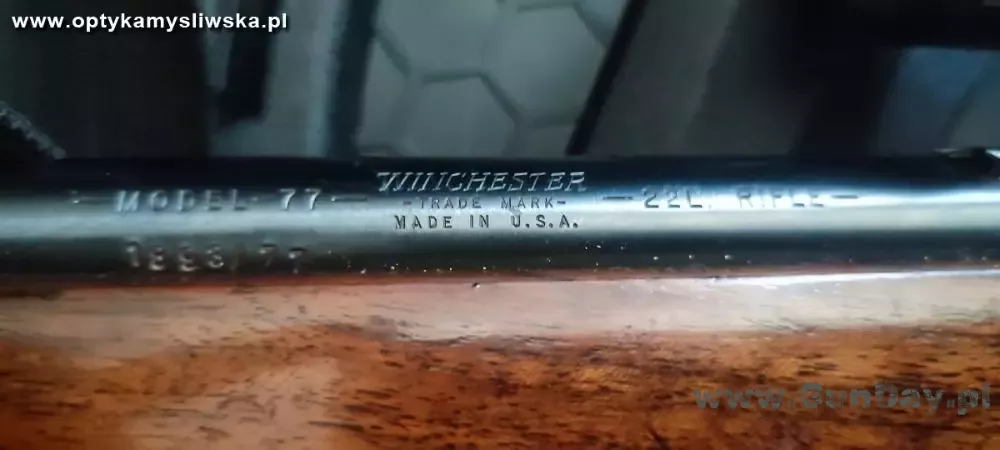 www.optykamysliwska.pl
WINCHESTER
- MODEL 77 - -TRADE MARK- - 22L. RIFLE -
MADE IN U.S.A.
www.GunDay.pl